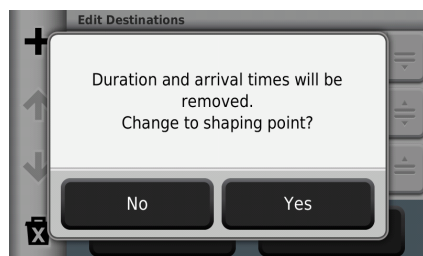 Edit Destinations
Duration and arrival times will be
removed.
Change to shaping point?
No
Yes